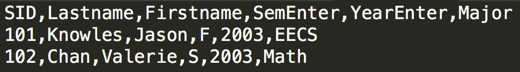 SID,Lastname,Firstname,SemEnter,YearEnter,Major
101,Knowles,Jason,F,2003,EECS
102,Chan,Valerie,S,2003,Math